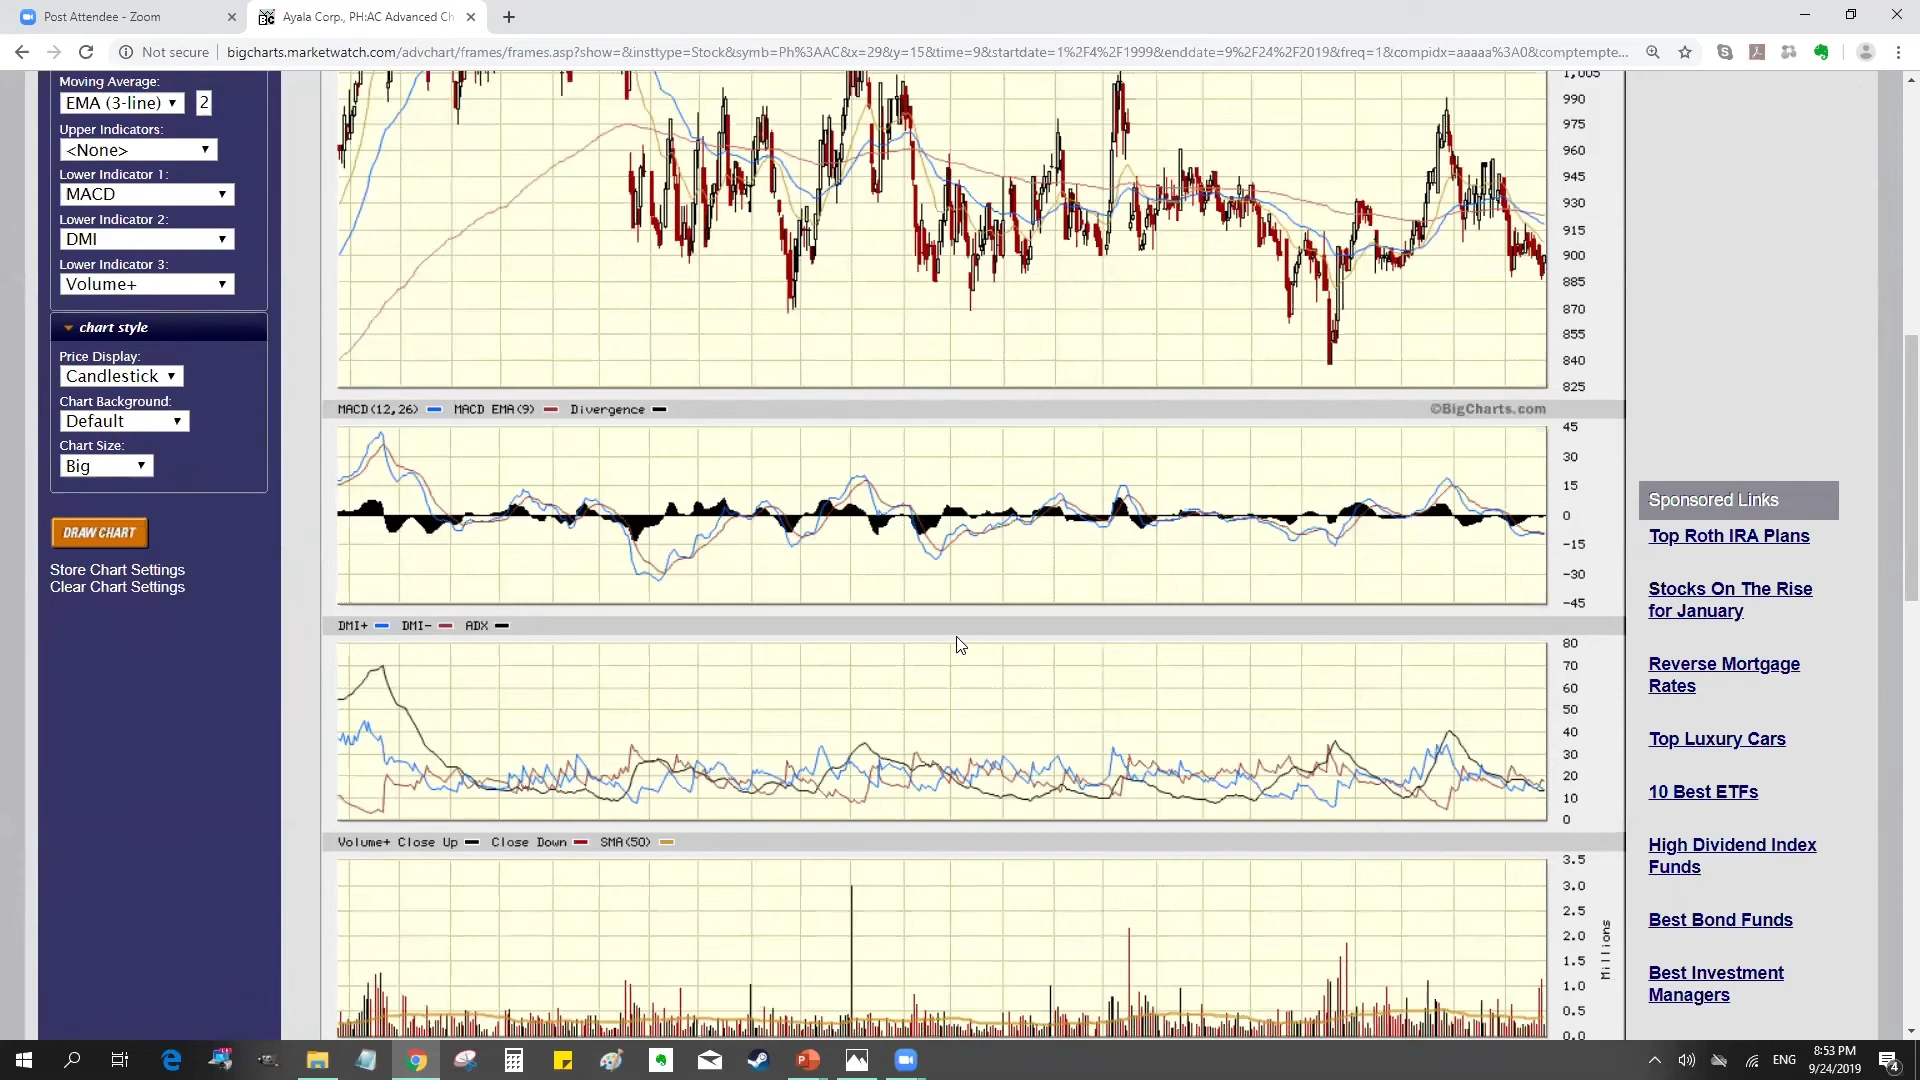 Post Attendee - Zoom
Ayala Corp., PH:AC Advanced Ch
Not secure
bigcharts.marketwatch.com/advchart/frames/frames.asp?show=&insttype=Stock&symb=Ph%3AAC&x=29&y=15&time=9&startdate=1%2F4%2F1999&enddate=9%2F24%2F2019&freq=1&compidx=aaaaa%3A0&comptempte...
Moving Average:
EMA (3-line)
2
Upper Indicators:
<None>
Lower Indicator 1:
MACD
Lower Indicator 2:
DMI
Lower Indicator 3:
Volume+
chart style
Price Display:
Candlestick
Chart Background:
Default
Chart Size:
Big
DRAW CHART
Store Chart Settings
Clear Chart Settings
1,005
990
975
960
945
930
915
900
885
870
855
840
825
MACD(12,26) MACD EMA(9) Divergence
©BigCharts.com
45
30
15
0
-15
-30
-45
DMI+ DMI- ADX
80
70
60
50
40
30
20
10
0
Volume+ Close Up Close Down SMA(50)
3.5
3.0
2.5
2.0
1.5
1.0
0.5
0.0
Millions
Sponsored Links
Top Roth IRA Plans
Stocks On The Rise
for January
Reverse Mortgage
Rates
Top Luxury Cars
10 Best ETFs
High Dividend Index
Funds
Best Bond Funds
Best Investment
Managers
ENG
8:53 PM
9/24/2019
4